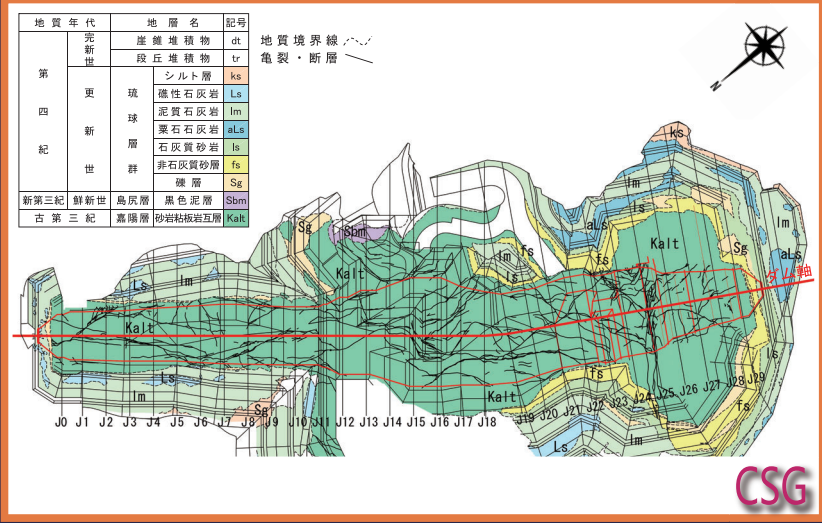 地質年代 地層名 記号
第四紀 完新世 崖錐堆積物 dt
段丘堆積物 tr
更新世 琉球層群 シルト層 ks
礁性石灰岩 Ls
泥質石灰岩 lm
粟石石灰岩 aLs
石灰質砂岩 ls
非石灰質砂層 fs
礫層 Sg
新第三紀 鮮新世 島尻層 黒色泥層 Sbm
古第三紀 嘉陽層 砂岩粘板岩互層 Kalt
地質境界線
亀裂・断層
N
ks
lm
ls
aLs
fs
Kalt
Sg
lm
aLs
ダム軸
Sg
Sbm
Kalt
lm
fs
ls
Ls
lm
Kalt
Ls
lm
Sg
Kalt
fs
ls
fs
lm
Ls
J0 J1 J2 J3 J4 J5 J6 J7 J8 J9 J10 J11 J12 J13 J14 J15 J16 J17 J18 J19 J20 J21 J22 J23 J24 J25 J26 J27 J28 J29
CSG